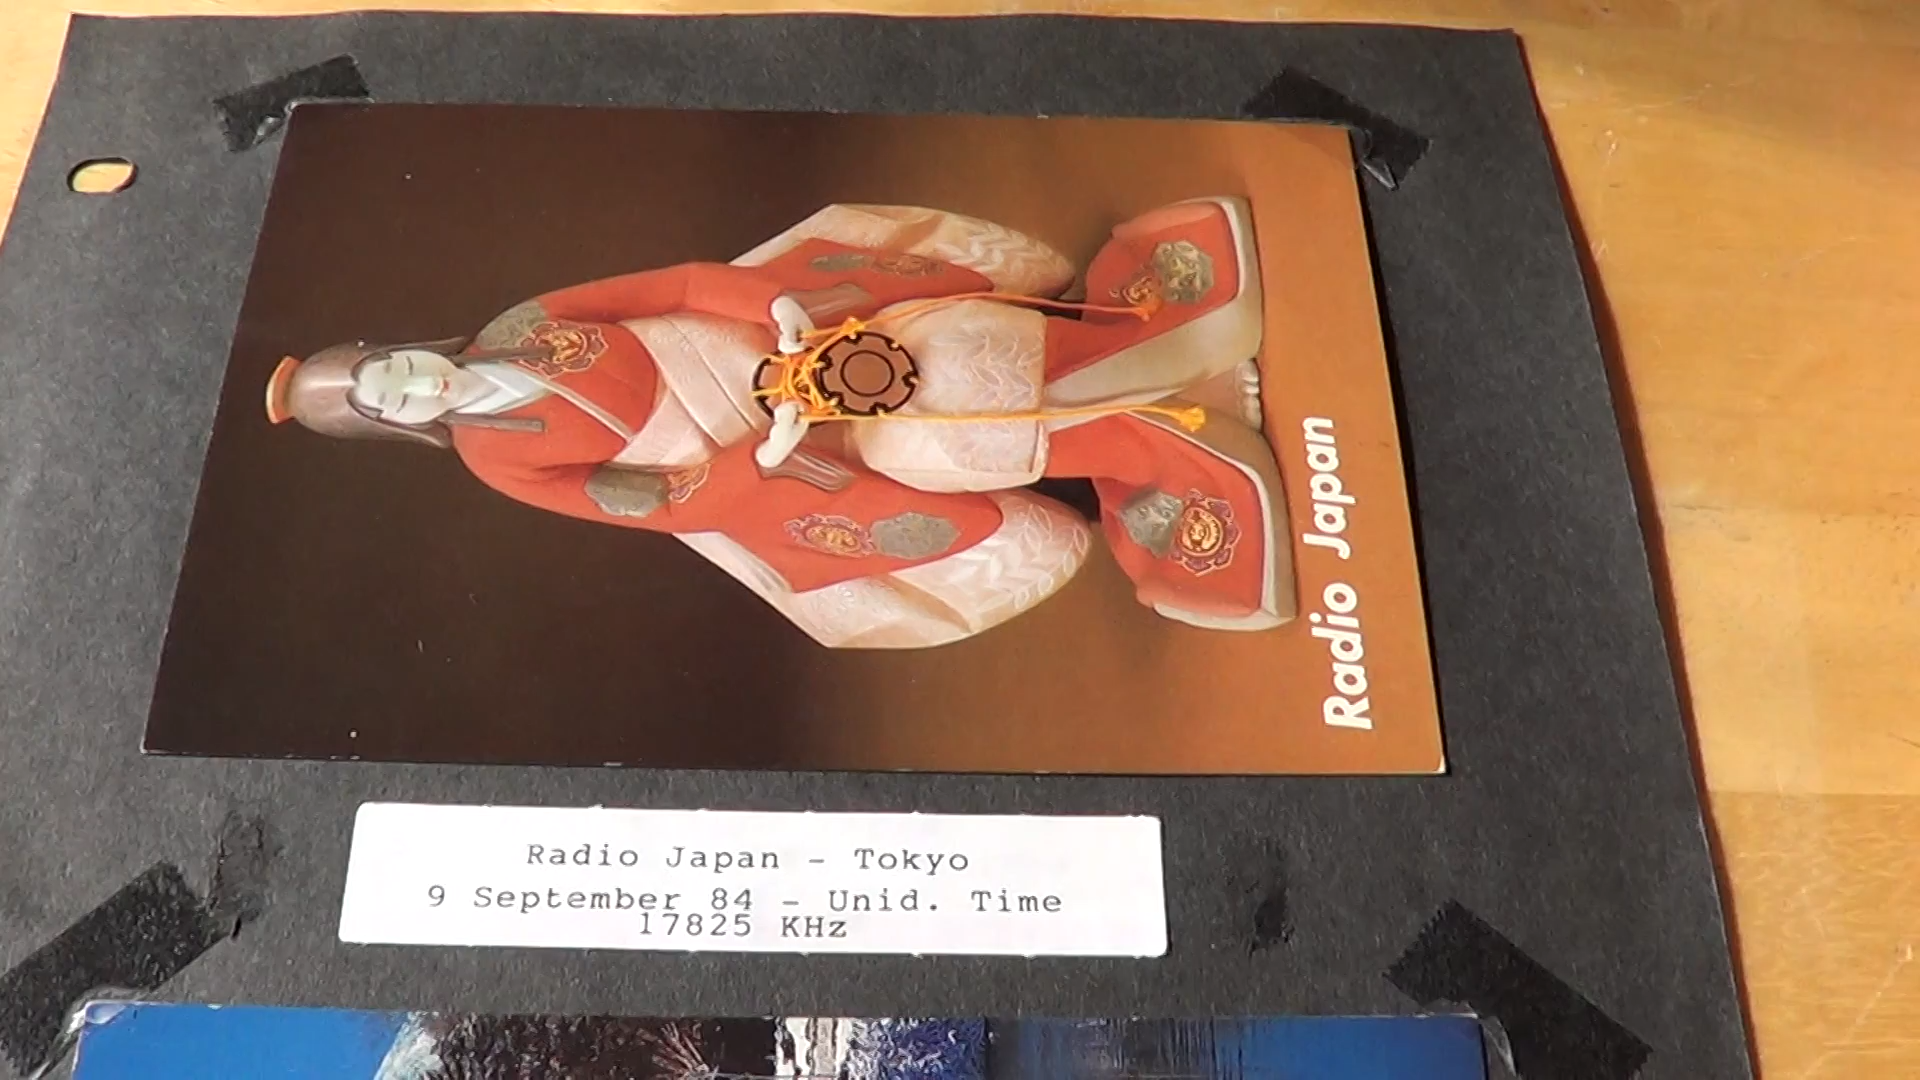 Radio Japan
Radio Japan - Tokyo
9 September 84 - Unid. Time
17825 KHz